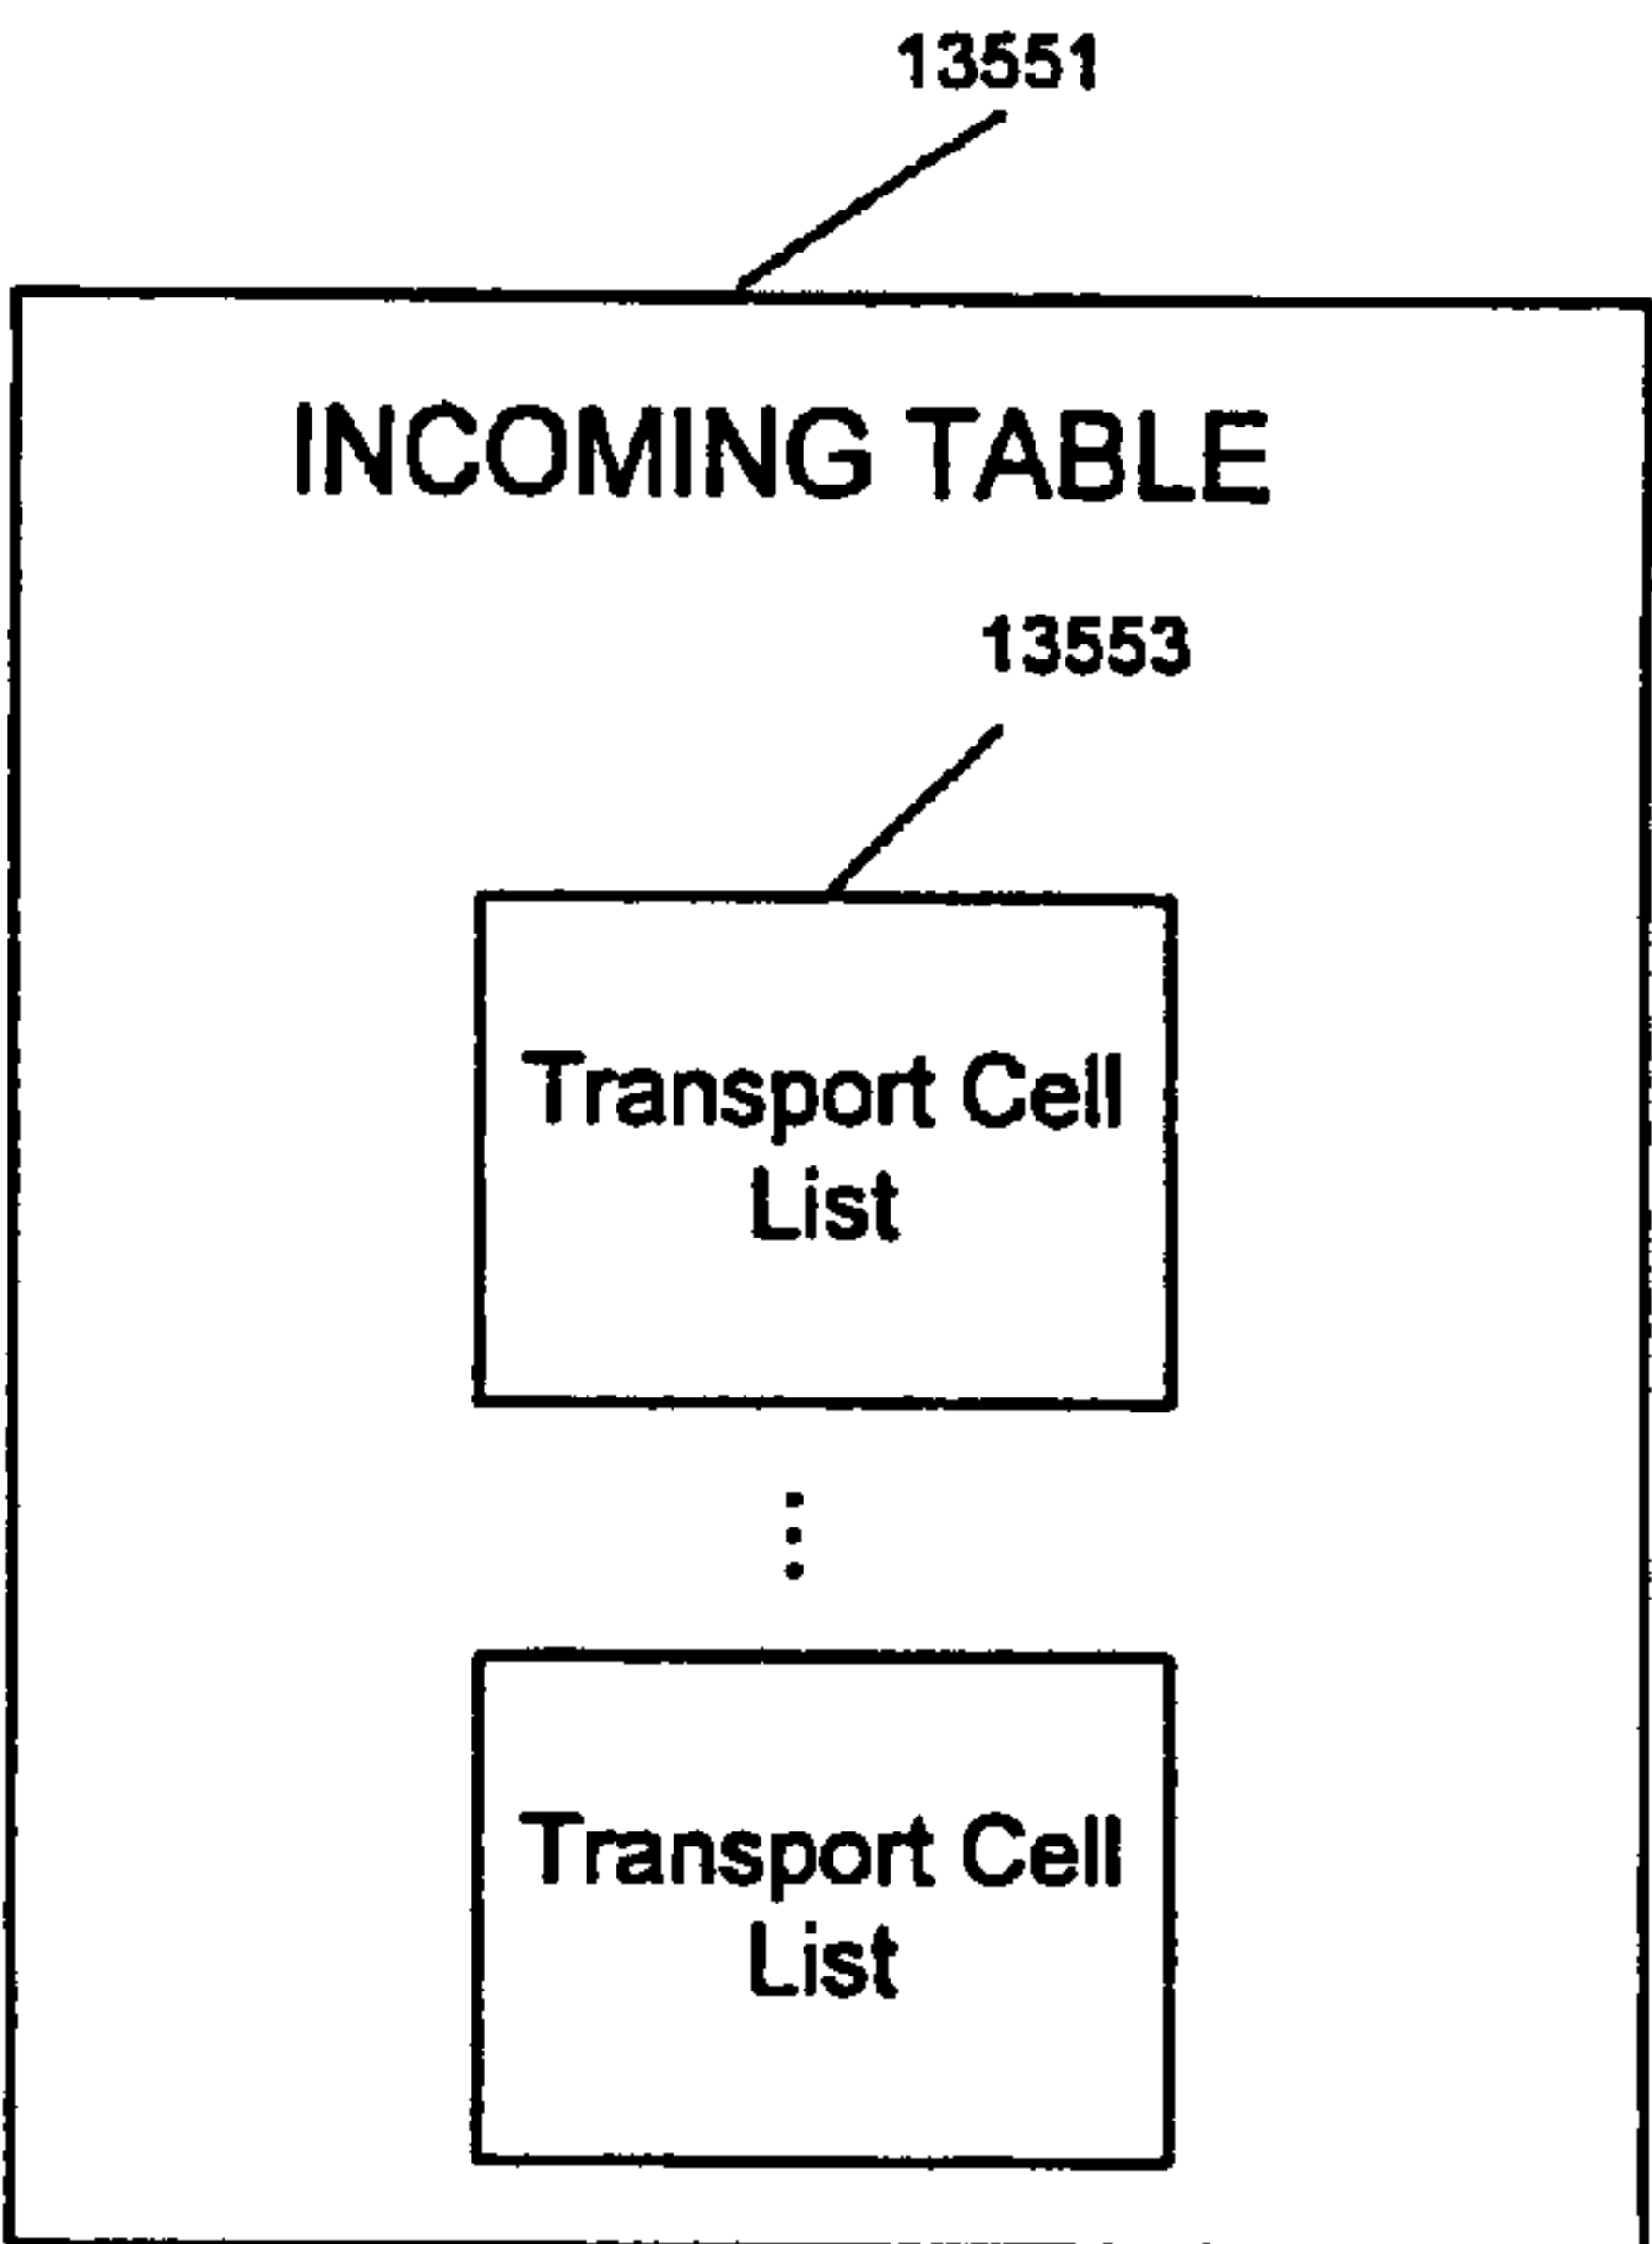 13551
INCOMING TABLE
13553
Transport Cell
List
Transport Cell
List